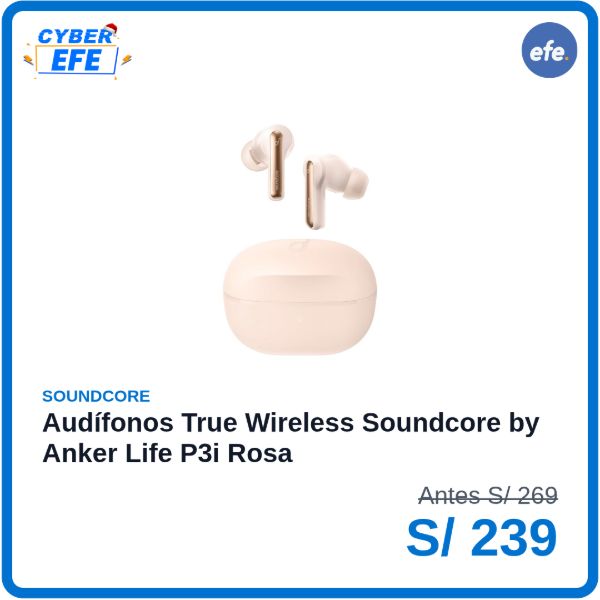 CYBER
EFE
efe.
SOUNDCORE
Audífonos True Wireless Soundcore by
Anker Life P3i Rosa
Antes S/ 269
S/ 239